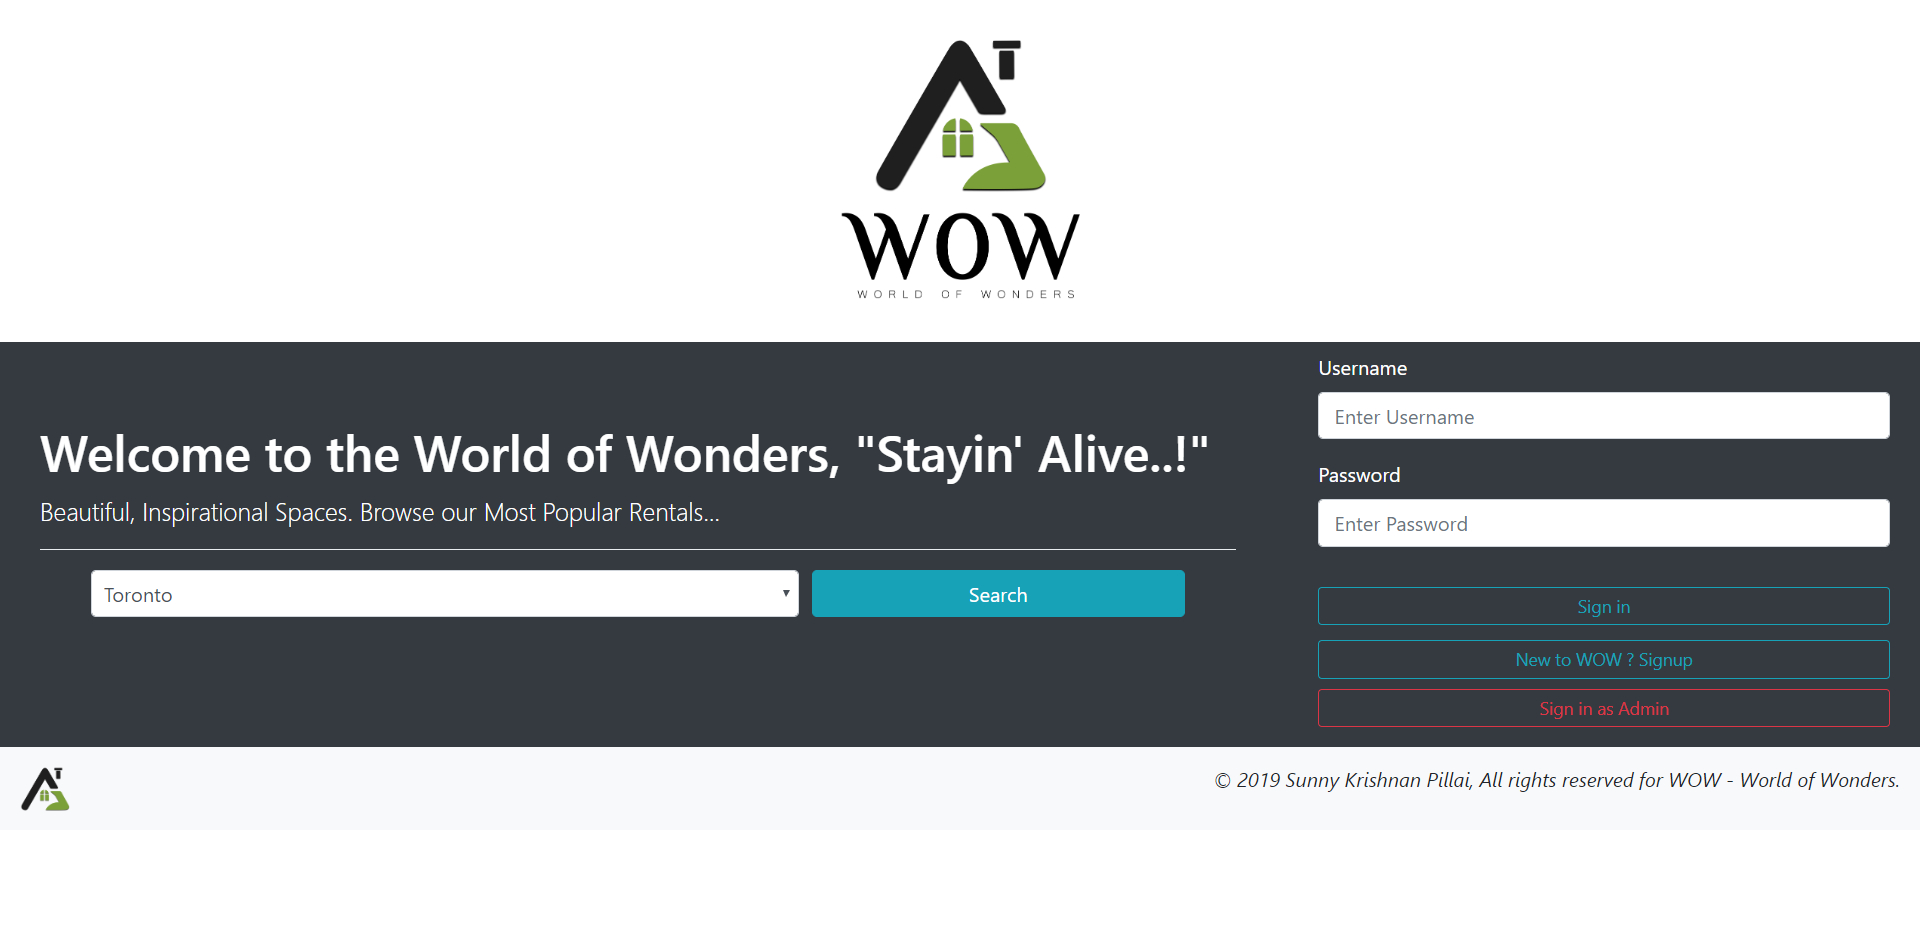 WOW
WORLD OF WONDERS
Welcome to the World of Wonders, "Stayin' Alive..!"
Beautiful, Inspirational Spaces. Browse our Most Popular Rentals...
Toronto
Search
Username
Enter Username
Password
Enter Password
Sign in
New to WOW ? Signup
Sign in as Admin
© 2019 Sunny Krishnan Pillai, All rights reserved for WOW - World of Wonders.